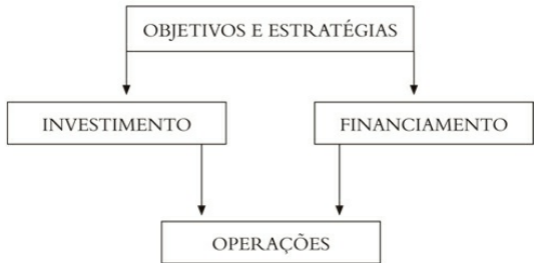 OBJETIVOS E ESTRATÉGIAS
INVESTIMENTO
FINANCIAMENTO
OPERAÇÕES